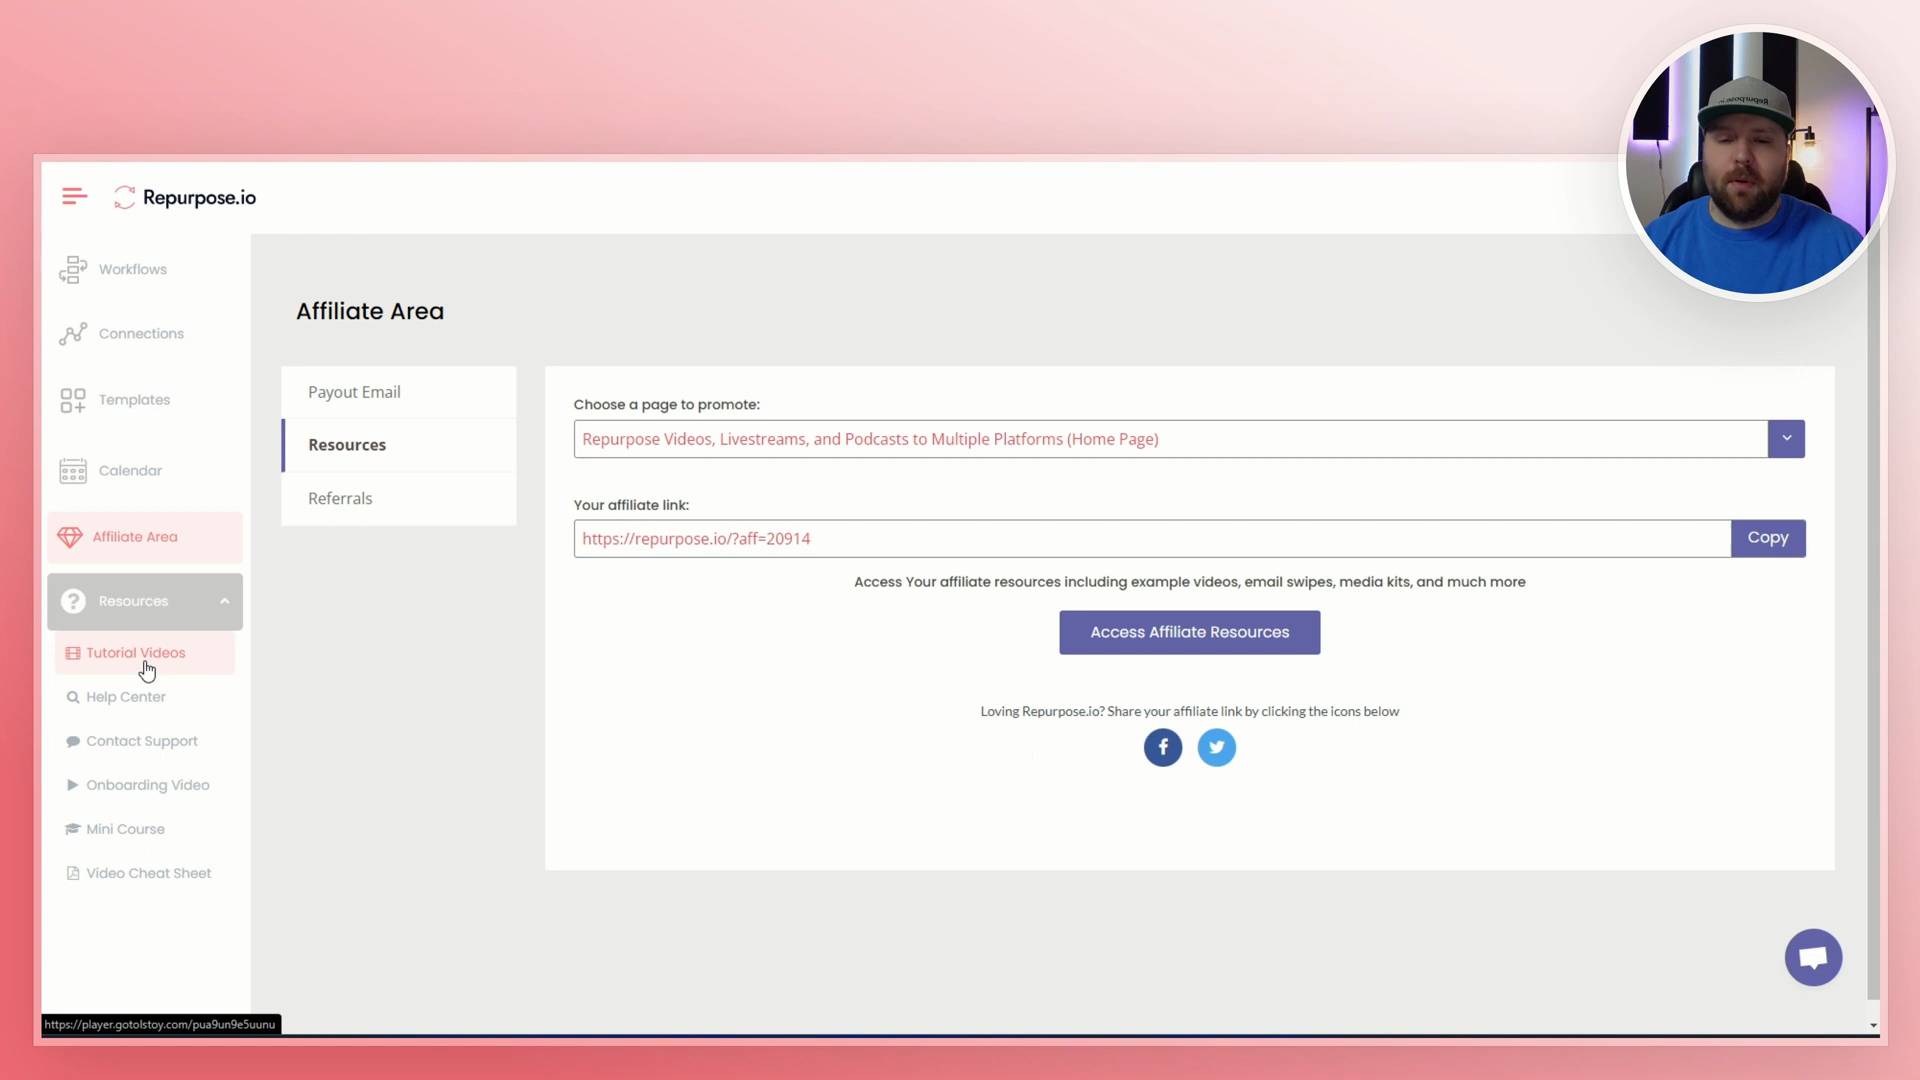 Repurpose.io
Workflows
Connections
Templates
Calendar
Affiliate Area
Resources
Tutorial Videos
Help Center
Contact Support
Onboarding Video
Mini Course
Video Cheat Sheet
Affiliate Area
Payout Email
Resources
Referrals
Choose a page to promote:
Repurpose Videos, Livestreams, and Podcasts to Multiple Platforms (Home Page)
Your affiliate link:
https://repurpose.io/?aff=20914
Copy
Access Your affiliate resources including example videos, email swipes, media kits, and much more
Access Affiliate Resources
Loving Repurpose.io? Share your affiliate link by clicking the icons below
https://player.gotolstoy.com/pua9un9e5uunu
Repurpose.io